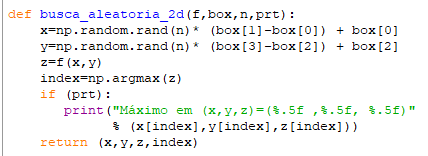 def busca_aleatoria_2d(f,box,n,prt):
    x=np.random.rand(n)* (box[1]-box[0]) + box[0]
    y=np.random.rand(n)* (box[3]-box[2]) + box[2]
    z=f(x,y)
    index=np.argmax(z)
    if (prt):
       print("Máximo em (x,y,z)=(%.5f ,%.5f, %.5f)"
             % (x[index],y[index],z[index]))
    return (x,y,z,index)